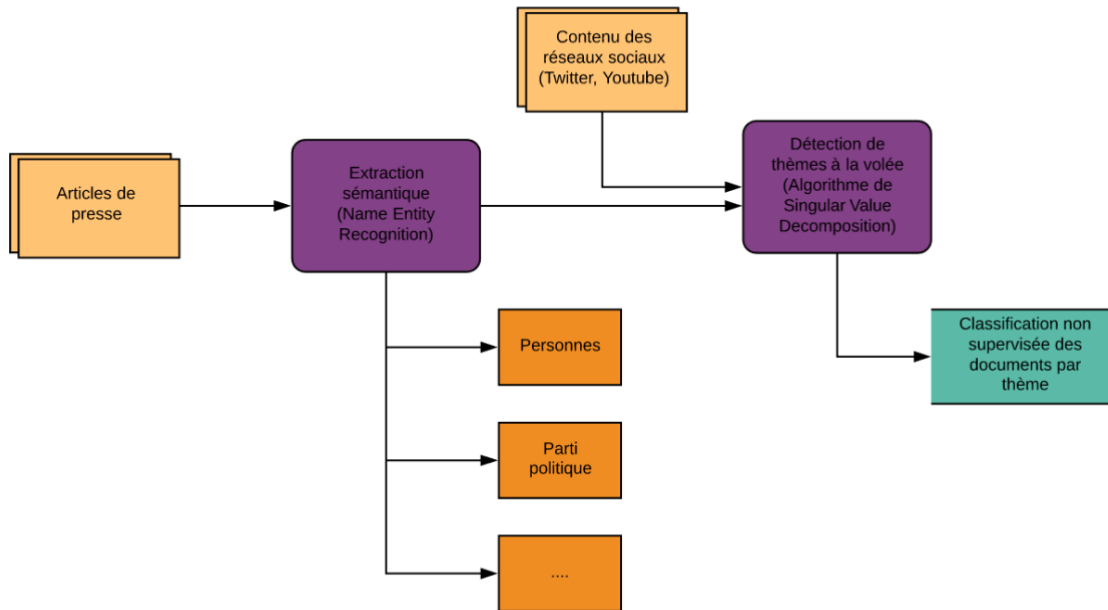 Contenu des
réseaux sociaux
(Twitter, Youtube)
Articles de
presse
Extraction
sémantique
(Name Entity
Recognition)
Détection de
thèmes à la volée
(Algorithme de
Singular Value
Decomposition)
Personnes
Parti
politique
....
Classification non
supervisée des
documents par
thème